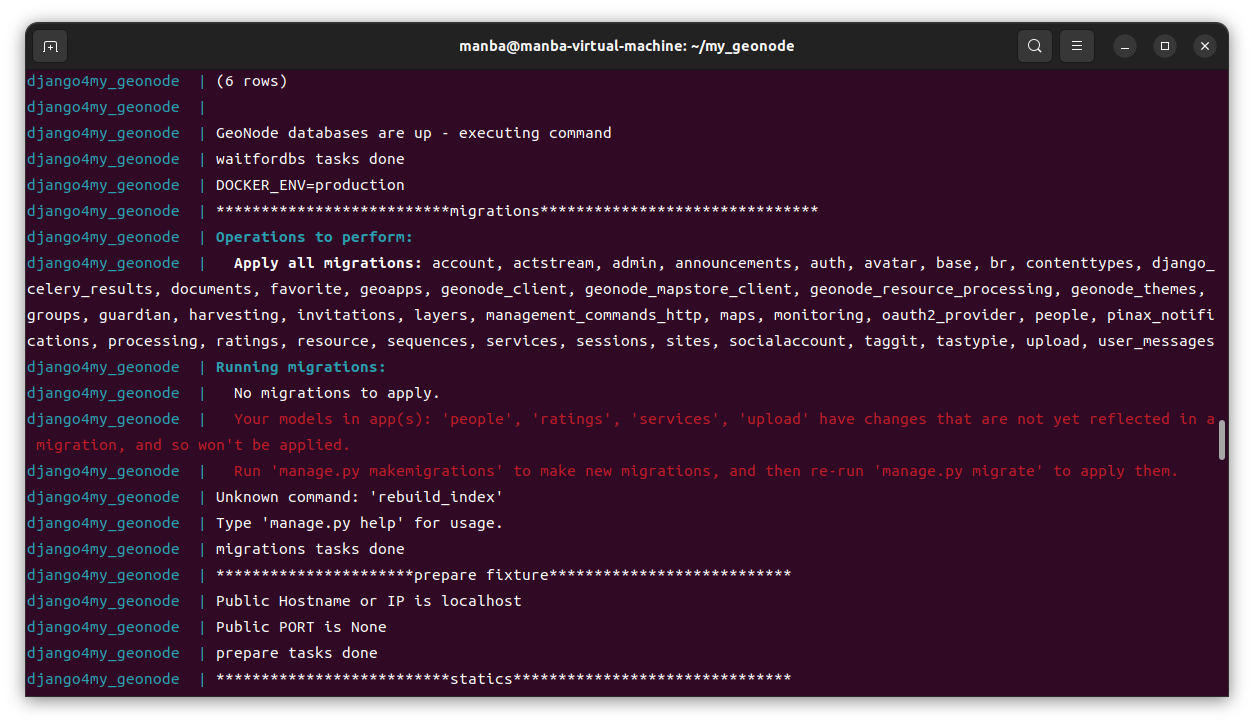 manba@manba-virtual-machine: ~/my_geonode
django4my_geonode  | (6 rows)
django4my_geonode  |
django4my_geonode  | GeoNode databases are up - executing command
django4my_geonode  | waitfordbs tasks done
django4my_geonode  | DOCKER_ENV=production
django4my_geonode  | **************************migrations*******************************
django4my_geonode  | Operations to perform:
django4my_geonode  |   Apply all migrations: account, actstream, admin, announcements, auth, avatar, base, br, contenttypes, django_
celery_results, documents, favorite, geoapps, geonode_client, geonode_mapstore_client, geonode_resource_processing, geonode_themes,
groups, guardian, harvesting, invitations, layers, management_commands_http, maps, monitoring, oauth2_provider, people, pinax_notifi
cations, processing, ratings, resource, sequences, services, sessions, sites, socialaccount, taggit, tastypie, upload, user_messages
django4my_geonode  | Running migrations:
django4my_geonode  |   No migrations to apply.
django4my_geonode  |   Your models in app(s): 'people', 'ratings', 'services', 'upload' have changes that are not yet reflected in a
 migration, and so won't be applied.
django4my_geonode  |   Run 'manage.py makemigrations' to make new migrations, and then re-run 'manage.py migrate' to apply them.
django4my_geonode  | Unknown command: 'rebuild_index'
django4my_geonode  | Type 'manage.py help' for usage.
django4my_geonode  | migrations tasks done
django4my_geonode  | **********************prepare fixture***************************
django4my_geonode  | Public Hostname or IP is localhost
django4my_geonode  | Public PORT is None
django4my_geonode  | prepare tasks done
django4my_geonode  | **************************statics*******************************